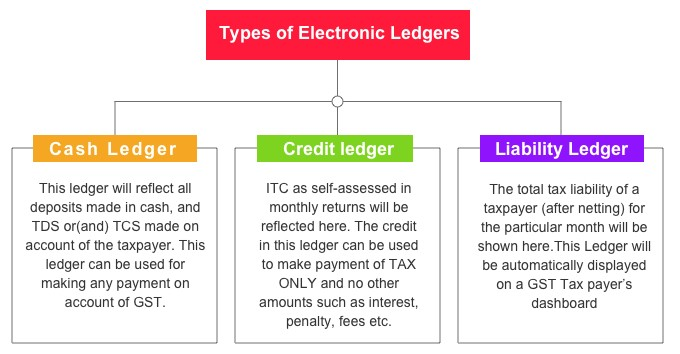 Types of Electronic Ledgers
Cash Ledger
This ledger will reflect all
deposits made in cash, and
TDS or(and) TCS made on
account of the taxpayer. This
ledger can be used for
making any payment on
account of GST.
Credit ledger
ITC as self-assessed in
monthly returns will be
reflected here. The credit
in this ledger can be used
to make payment of TAX
ONLY and no other
amounts such as interest,
penalty, fees etc.
Liability Ledger
The total tax liability of a
taxpayer (after netting) for
the particular month will be
shown here.This Ledger will
be automatically displayed
on a GST Tax payer's
dashboard